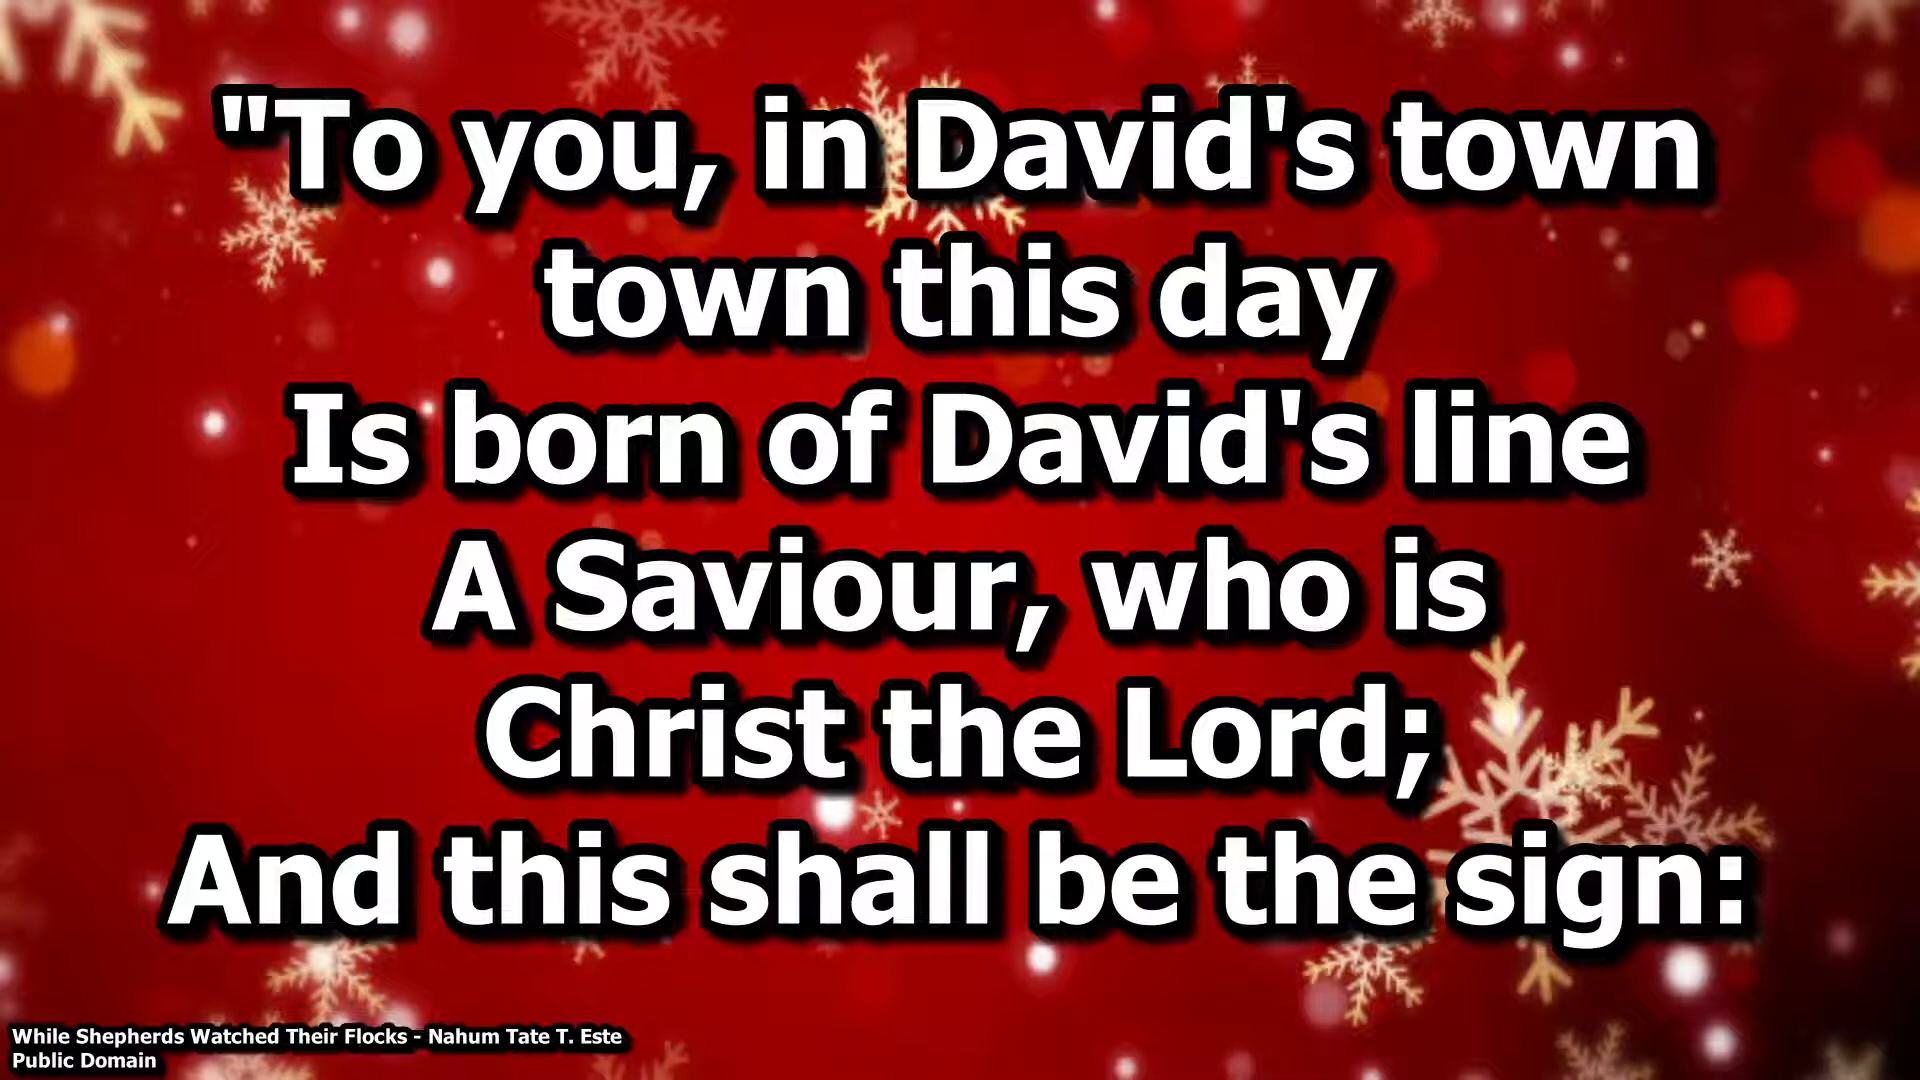 "To you, in David's town
town this day
Is born of David's line
A Saviour, who is
Christ the Lord;
And this shall be the sign:
While Shepherds Watched Their Flocks - Nahum Tate T. Este
Public Domain